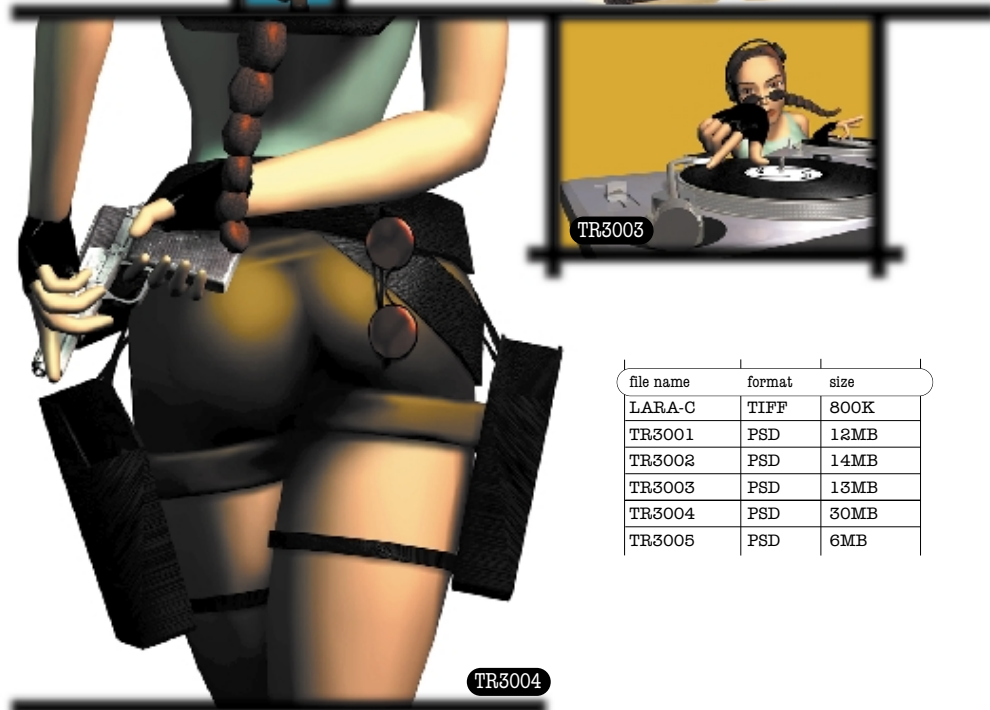 TR3003
file name format size
LARA-C TIFF 800K
TR3001 PSD 12MB
TR3002 PSD 14MB
TR3003 PSD 13MB
TR3004 PSD 30MB
TR3005 PSD 6MB
TR3004